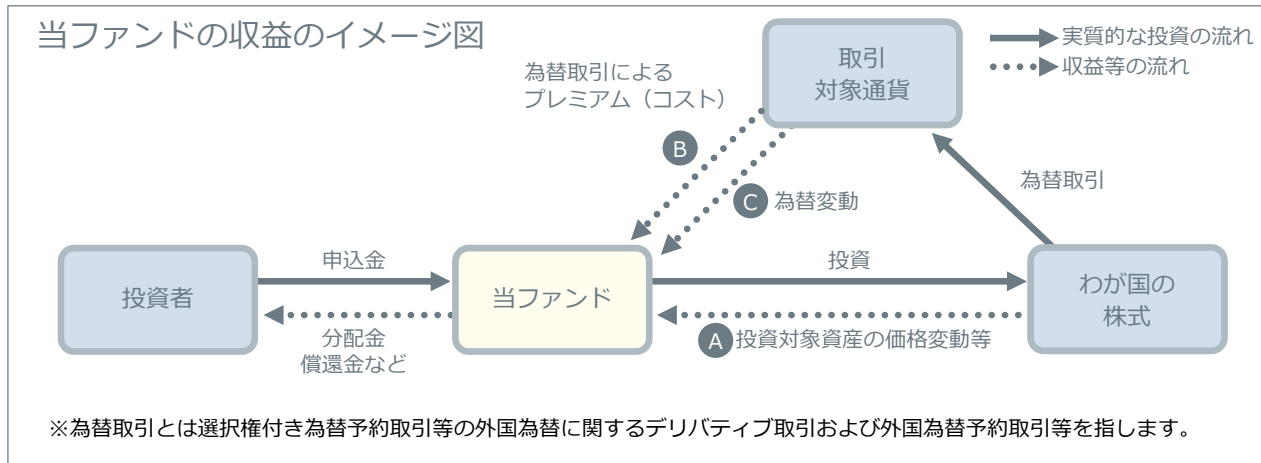 当ファンドの収益のイメージ図
実質的な投資の流れ
収益等の流れ
取引
対象通貨
為替取引による
プレミアム（コスト）
B
C 為替変動
為替取引
投資者
申込金
分配金
償還金など
当ファンド
投資
A 投資対象資産の価格変動等
わが国の
株式
※為替取引とは選択権付き為替予約取引等の外国為替に関するデリバティブ取引および外国為替予約取引等を指します。